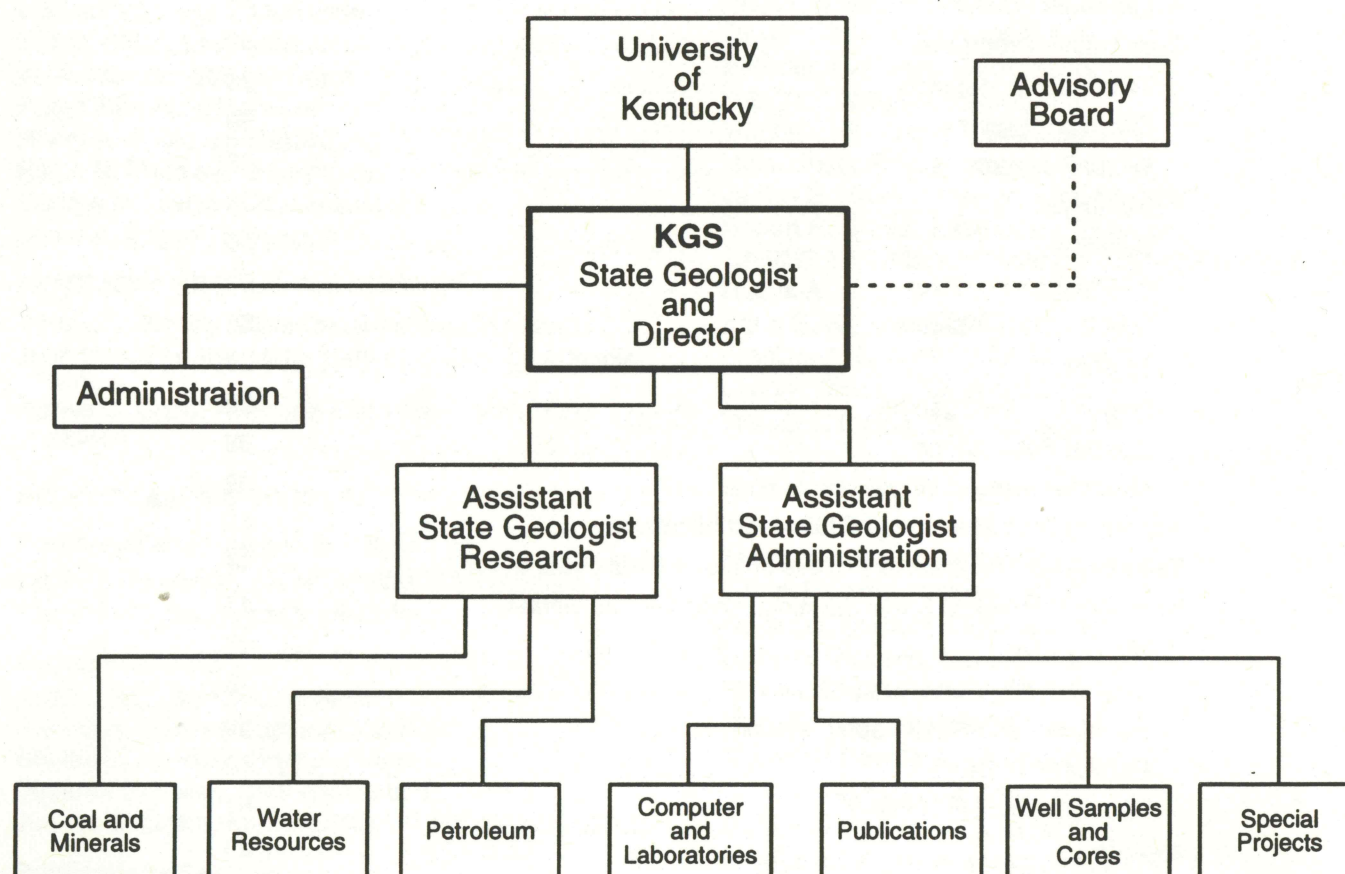 University
of
Kentucky
Advisory
Board
KGS
State Geologist
and
Director
Administration
Assistant
State Geologist
Research
Assistant
State Geologist
Administration
Coal and
Minerals
Water
Resources
Petroleum
Computer
and
Laboratories
Publications
Well Samples
and
Cores
Special
Projects